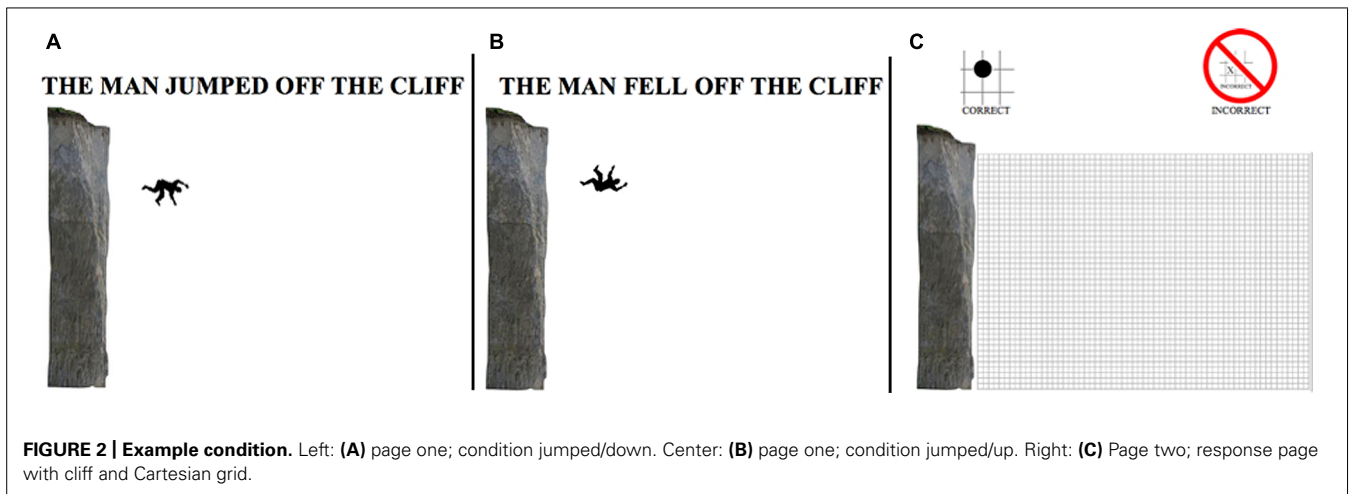 A
B
C
THE MAN JUMPED OFF THE CLIFF
THE MAN FELL OFF THE CLIFF
X
INCORRECT
CORRECT
INCORRECT
FIGURE 2 | Example condition. Left: (A) page one; condition jumped/down. Center: (B) page one; condition jumped/up. Right: (C) Page two; response page
with cliff and Cartesian grid.